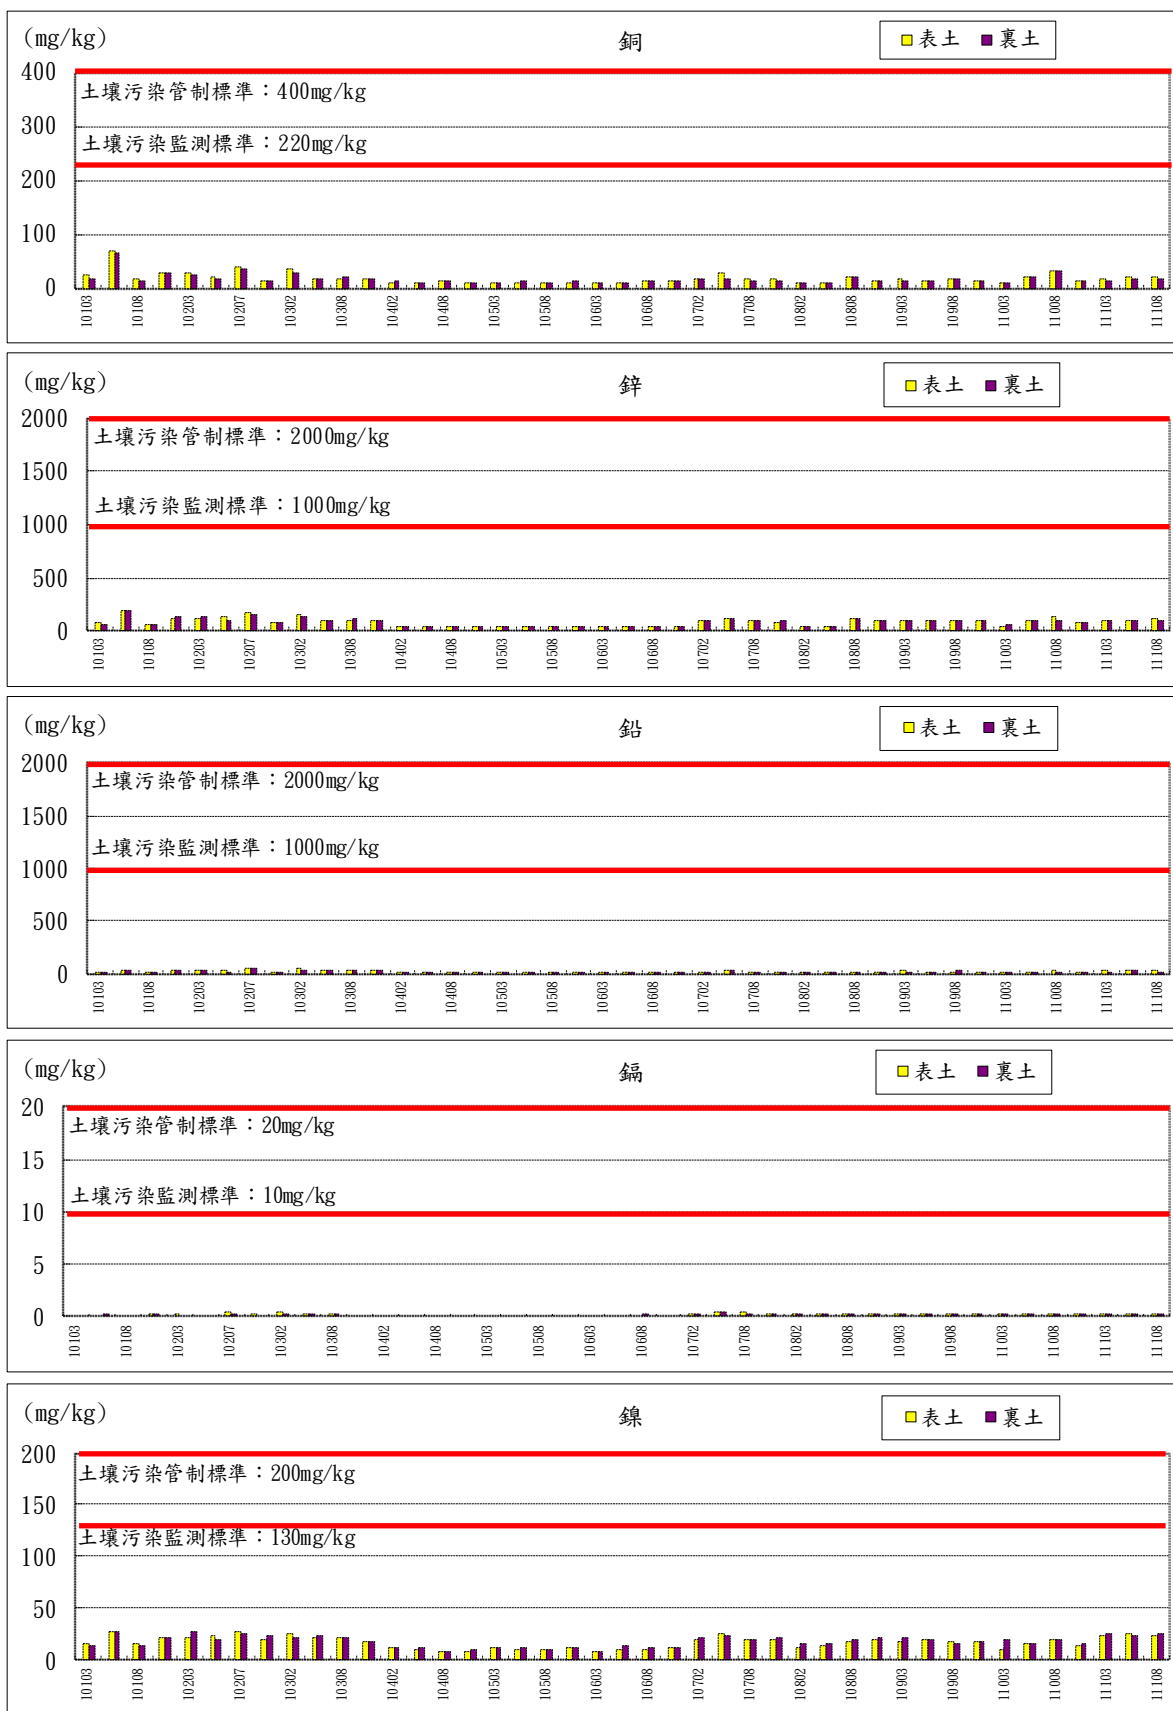 (mg/kg)
銅
表土 裏土
400
土壤污染管制標準：400mg/kg
300
土壤污染監測標準：220mg/kg
200
100
0
10103 10108 10203 10207 10302 10308 10402 10408 10503 10508 10603 10608 10702 10708 10802 10808 10903 10908 11003 11008 11103 11108
(mg/kg)
鋅
表土 裏土
2000
土壤污染管制標準：2000mg/kg
1500
土壤污染監測標準：1000mg/kg
1000
500
0
10103 10108 10203 10207 10302 10308 10402 10408 10503 10508 10603 10608 10702 10708 10802 10808 10903 10908 11003 11008 11103 11108
(mg/kg)
鉛
表土 裏土
2000
土壤污染管制標準：2000mg/kg
1500
土壤污染監測標準：1000mg/kg
1000
500
0
10103 10108 10203 10207 10302 10308 10402 10408 10503 10508 10603 10608 10702 10708 10802 10808 10903 10908 11003 11008 11103 11108
(mg/kg)
鎘
表土 裏土
20
土壤污染管制標準：20mg/kg
15
土壤污染監測標準：10mg/kg
10
5
0
10103 10108 10203 10207 10302 10308 10402 10408 10503 10508 10603 10608 10702 10708 10802 10808 10903 10908 11003 11008 11103 11108
(mg/kg)
鎳
表土 裏土
200
土壤污染管制標準：200mg/kg
150
土壤污染監測標準：130mg/kg
100
50
0
10103 10108 10203 10207 10302 10308 10402 10408 10503 10508 10603 10608 10702 10708 10802 10808 10903 10908 11003 11008 11103 11108